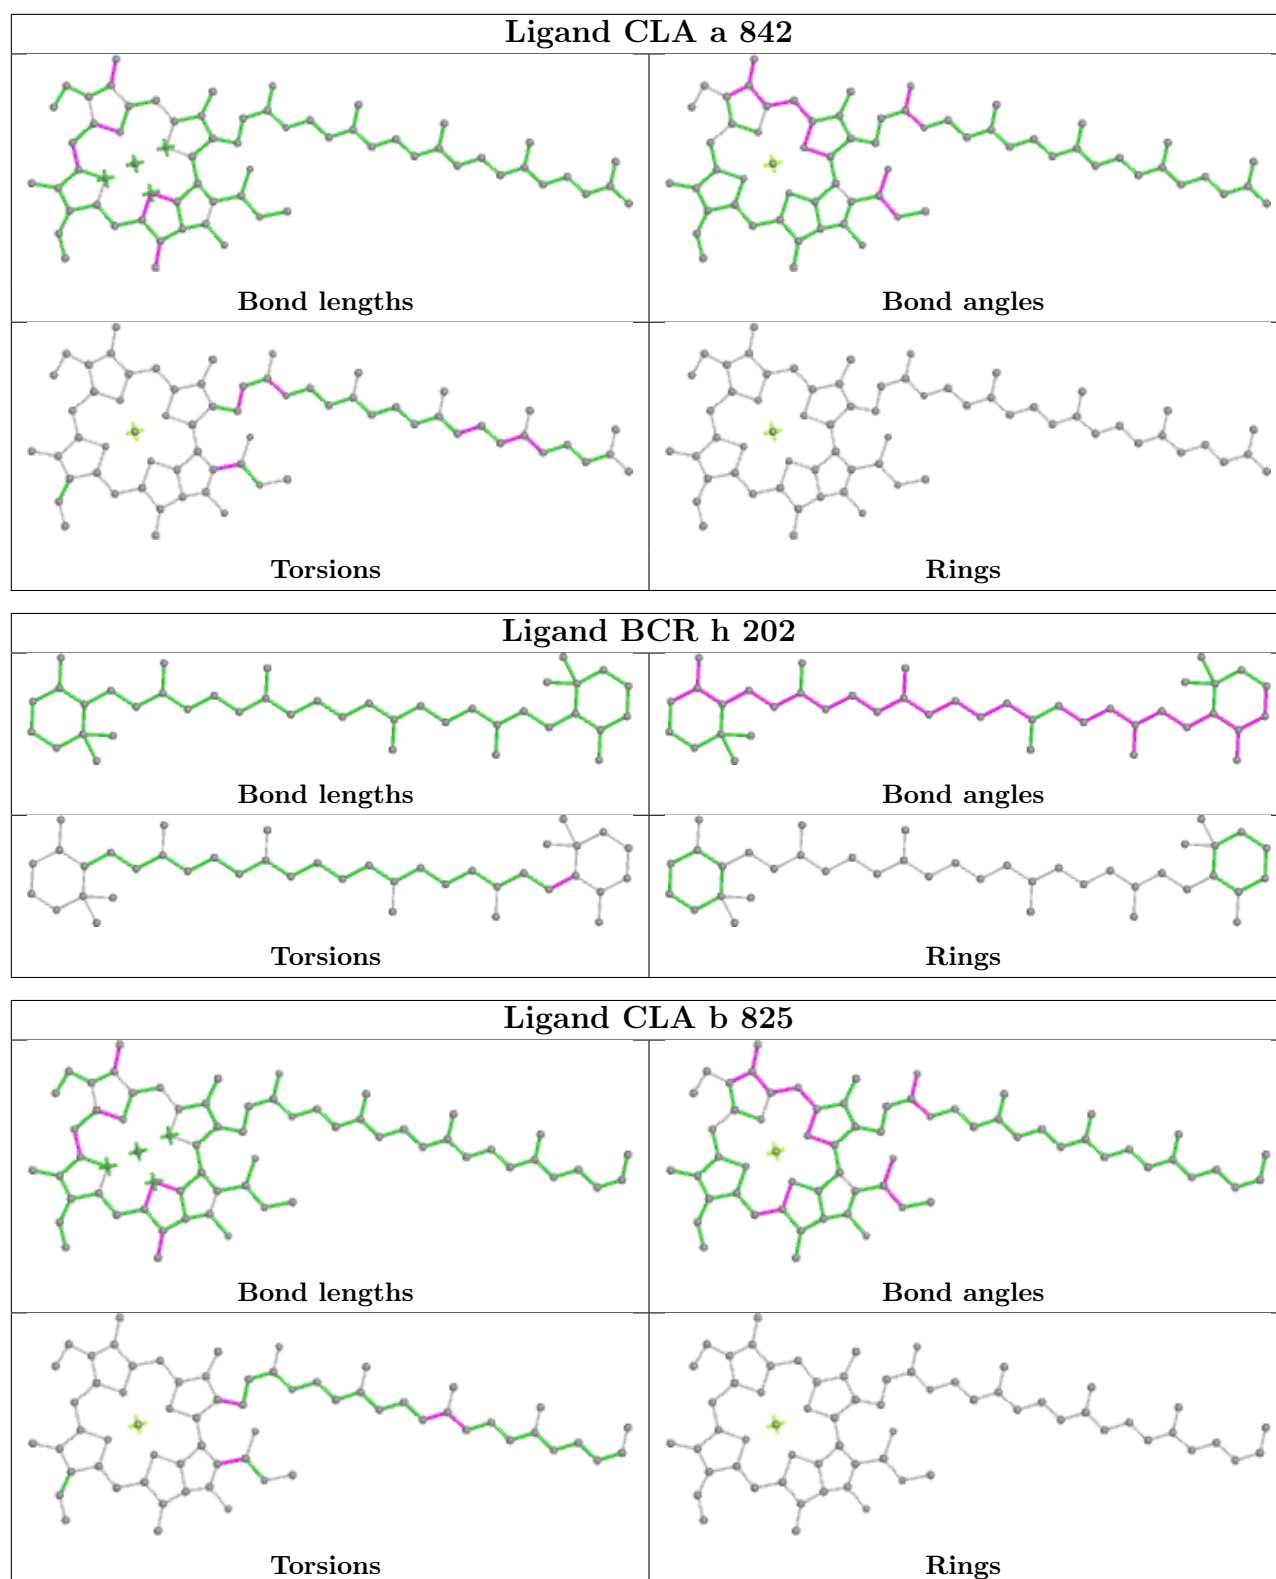 Ligand CLA a 842
Bond lengths
Bond angles
Torsions
Rings
Ligand BCR h 202
Bond lengths
Bond angles
Torsions
Rings
Ligand CLA b 825
Bond lengths
Bond angles
Torsions
Rings